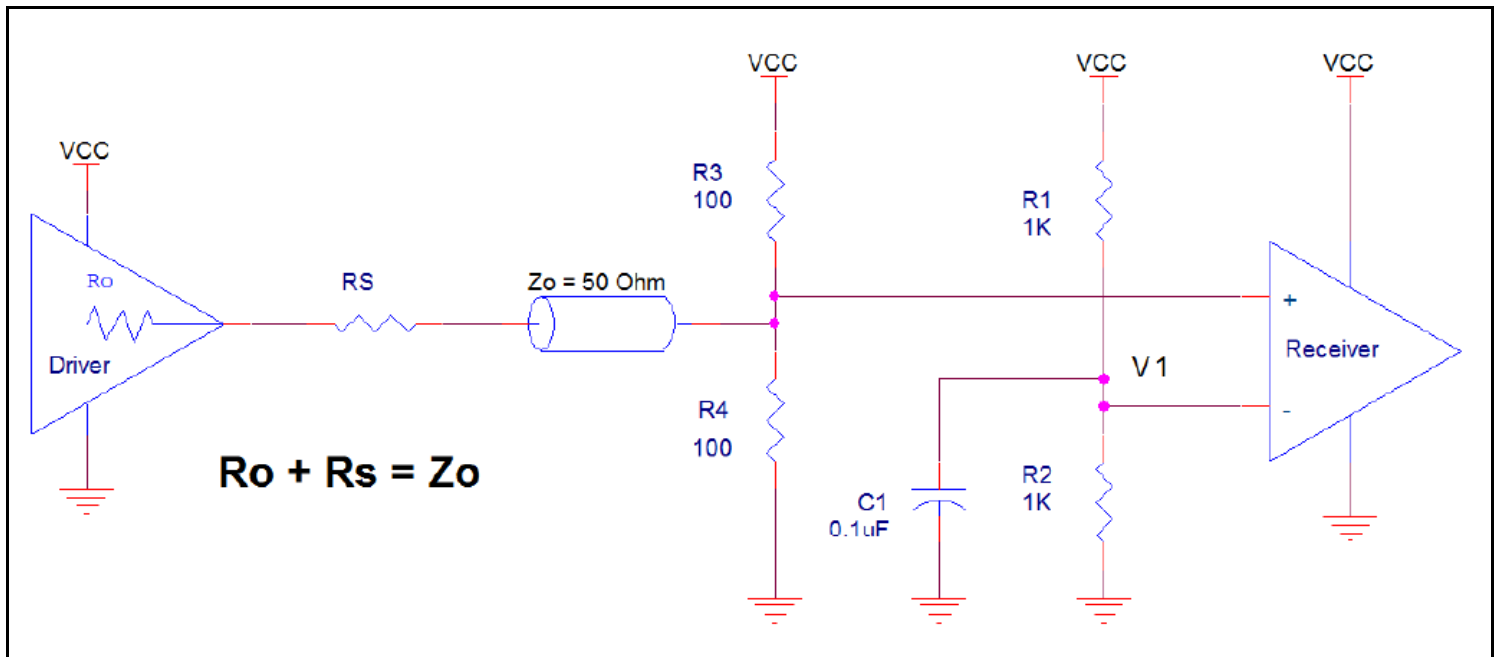 VCC
VCC
VCC
VCC
R3
100
R1
1K
Ro
RS
Zo = 50 Ohm
+
Receiver
Driver
V1
-
R4
100
Ro + Rs = Zo
R2
1K
C1
0.1uF